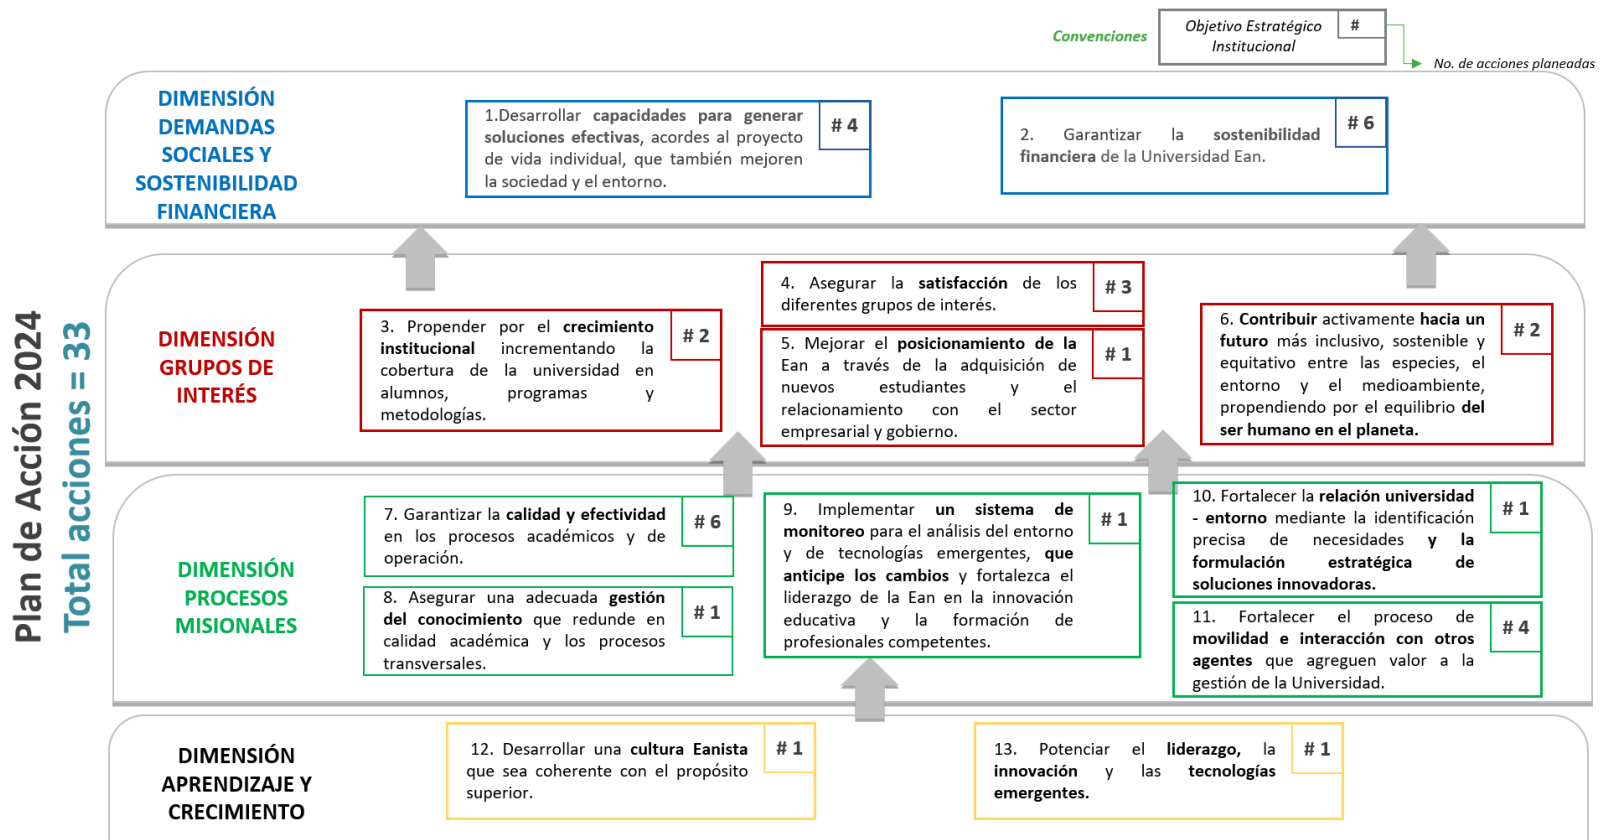 Convenciones
Objetivo Estratégico
Institucional
#
No. de acciones planeadas
Plan de Acción 2024
Total acciones = 33
DIMENSIÓN
DEMANDAS
SOCIALES Y
SOSTENIBILIDAD
FINANCIERA
1.Desarrollar capacidades para generar
soluciones efectivas, acordes al proyecto
de vida individual, que también mejoren
la sociedad y el entorno.
# 4
2. Garantizar la sostenibilidad
financiera de la Universidad Ean.
# 6
DIMENSIÓN
GRUPOS DE
INTERÉS
3. Propender por el crecimiento
institucional incrementando la
cobertura de la universidad en
alumnos, programas y
metodologías.
# 2
4. Asegurar la satisfacción de los
diferentes grupos de interés.
# 3
5. Mejorar el posicionamiento de la
Ean a través de la adquisición de
nuevos estudiantes y el
relacionamiento con el sector
empresarial y gobierno.
# 1
6. Contribuir activamente hacia un
futuro más inclusivo, sostenible y
equitativo entre las especies, el
entorno y el medioambiente,
propendiendo por el equilibrio del
ser humano en el planeta.
# 2
DIMENSIÓN
PROCESOS
MISIONALES
7. Garantizar la calidad y efectividad
en los procesos académicos y de
operación.
# 6
8. Asegurar una adecuada gestión
del conocimiento que redunde en
calidad académica y los procesos
transversales.
# 1
9. Implementar un sistema de
monitoreo para el análisis del entorno
y de tecnologías emergentes, que
anticipe los cambios y fortalezca el
liderazgo de la Ean en la innovación
educativa y la formación de
profesionales competentes.
# 1
10. Fortalecer la relación universidad
- entorno mediante la identificación
precisa de necesidades y la
formulación estratégica de
soluciones innovadoras.
# 1
11. Fortalecer el proceso de
movilidad e interacción con otros
agentes que agreguen valor a la
gestión de la Universidad.
# 4
DIMENSIÓN
APRENDIZAJE Y
CRECIMIENTO
12. Desarrollar una cultura Eanista
que sea coherente con el propósito
superior.
# 1
13. Potenciar el liderazgo, la
innovación y las tecnologías
emergentes.
# 1